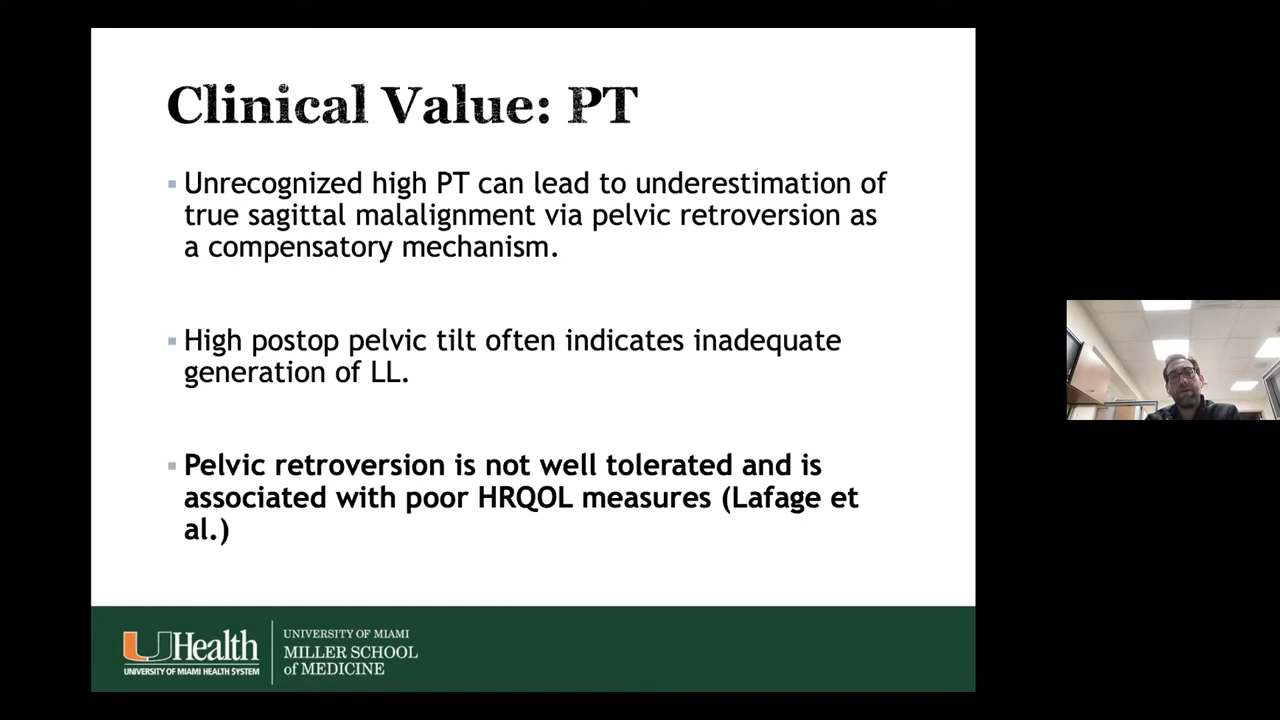 Clinical Value: PT
▪ Unrecognized high PT can lead to underestimation of
true sagittal malalignment via pelvic retroversion as
a compensatory mechanism.
▪ High postop pelvic tilt often indicates inadequate
generation of LL.
▪ Pelvic retroversion is not well tolerated and is
associated with poor HRQOL measures (Lafage et
al.)
UHealth
UNIVERSITY OF MIAMI HEALTH SYSTEM
UNIVERSITY OF MIAMI
MILLER SCHOOL
of MEDICINE